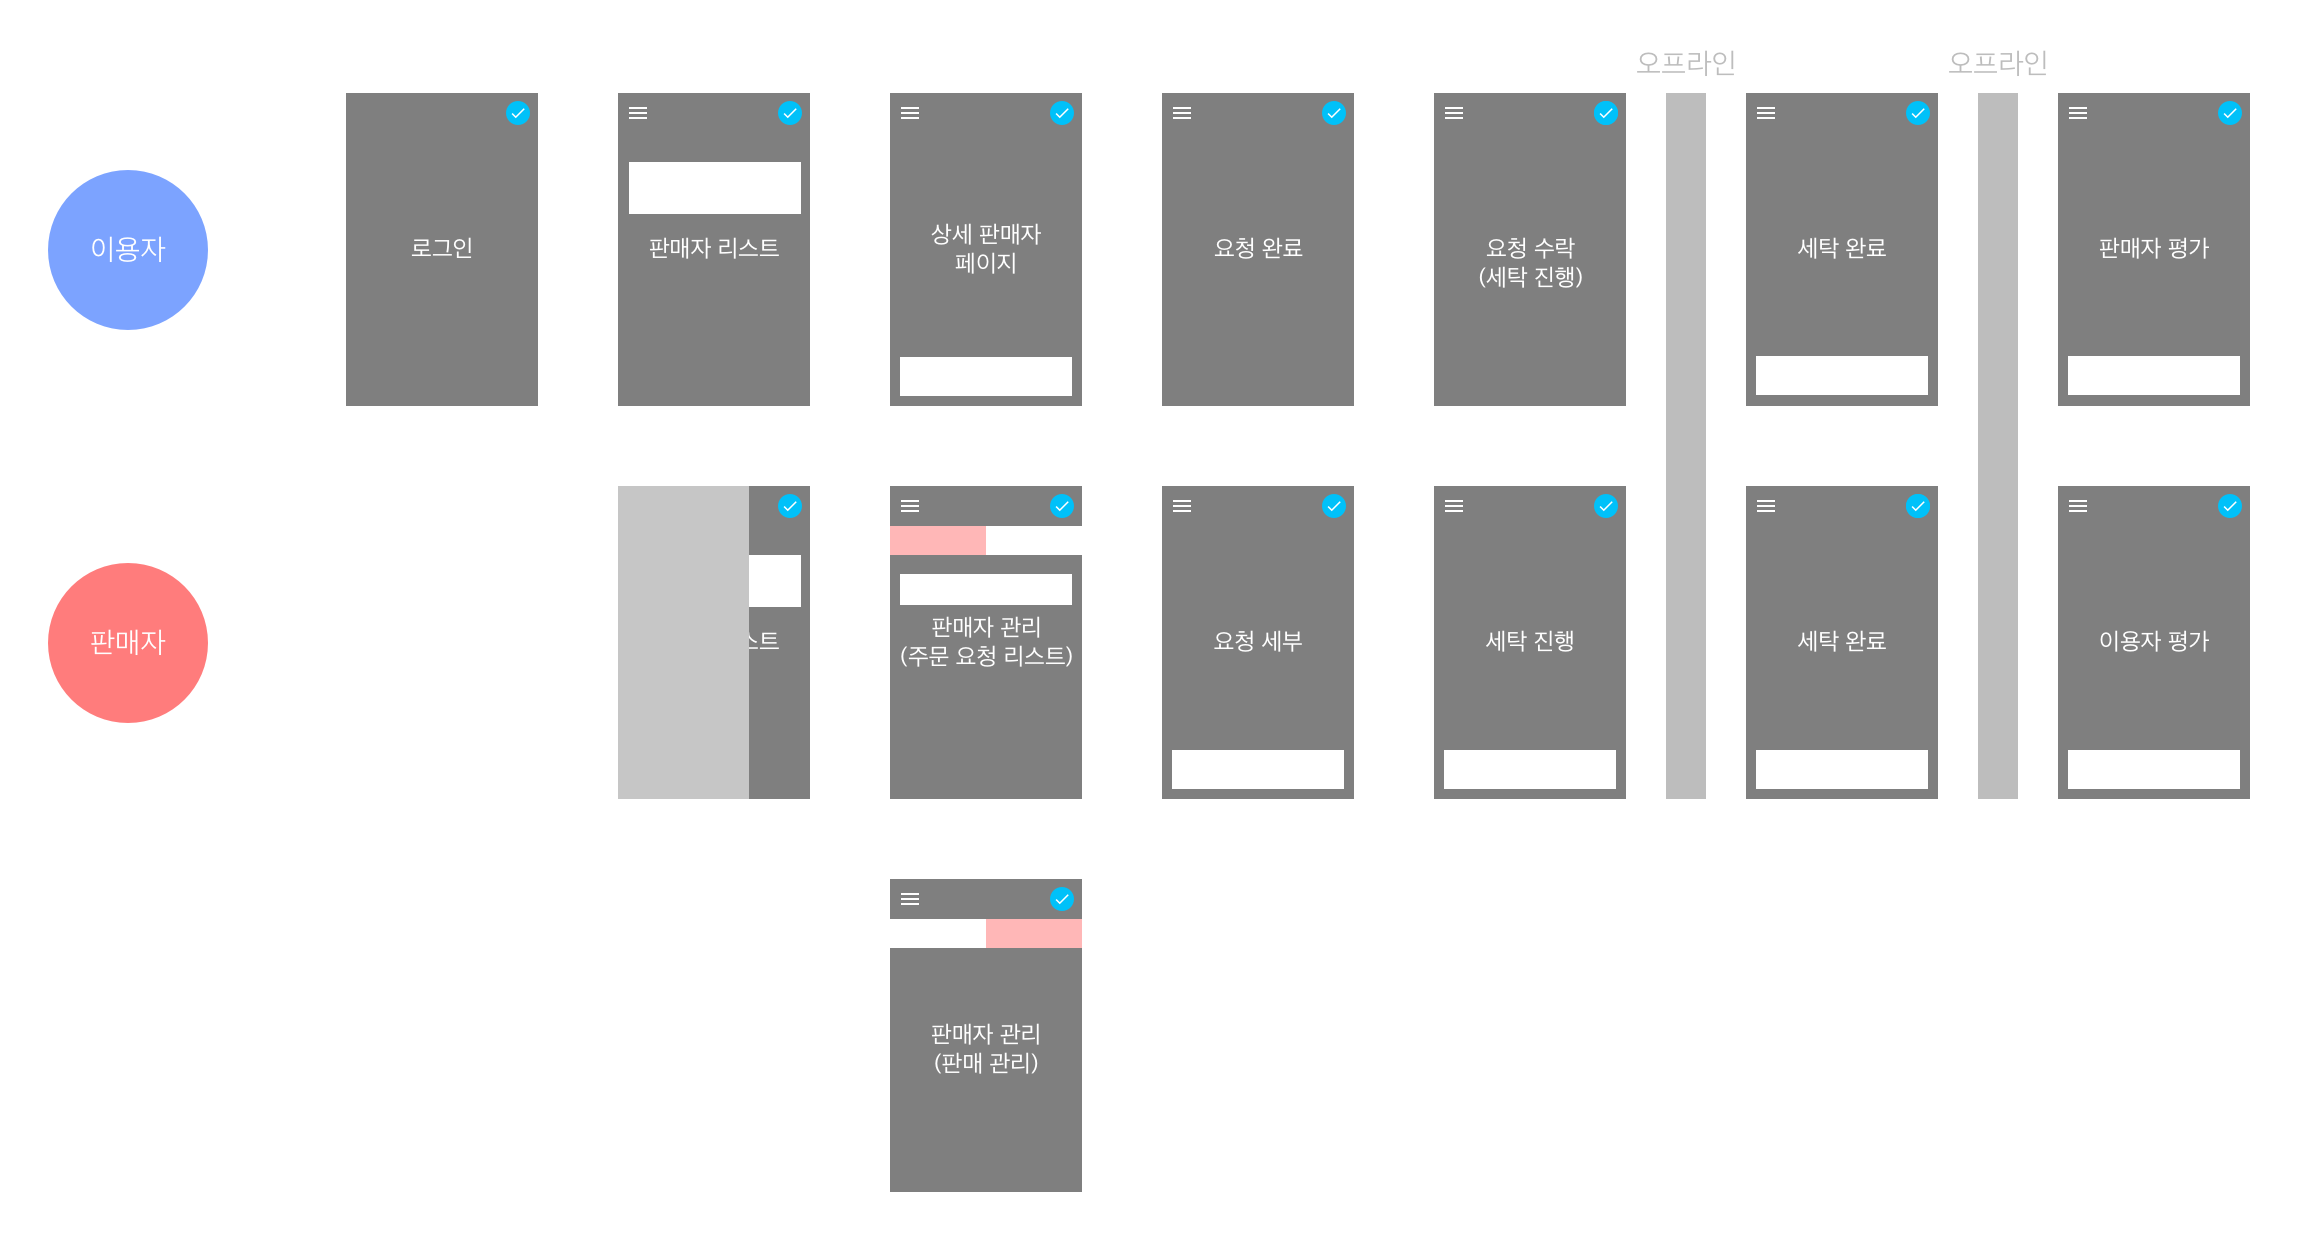 오프라인
오프라인
이용자
로그인
판매자 리스트
상세 판매자
페이지
요청 완료
요청 수락
(세탁 진행)
세탁 완료
판매자 평가
판매자
스트
판매자 관리
(주문 요청 리스트)
요청 세부
세탁 진행
세탁 완료
이용자 평가
판매자 관리
(판매 관리)